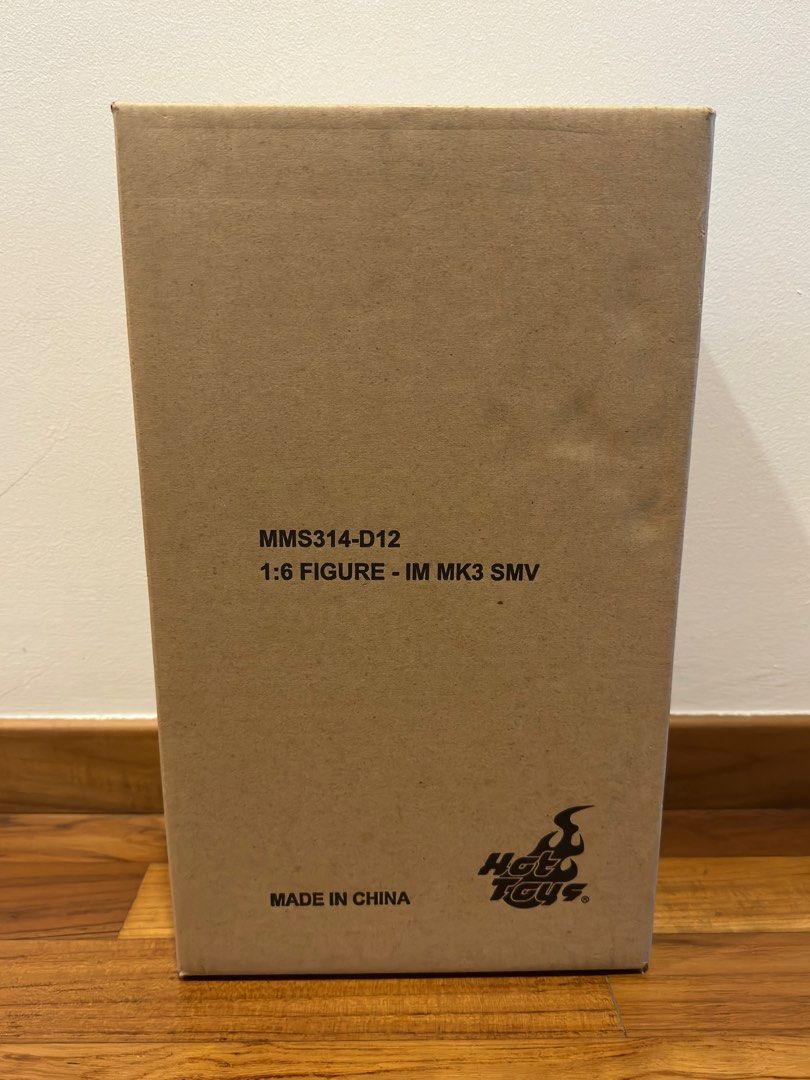 MMS314-D12
1:6 FIGURE - IM MK3 SMV
MADE IN CHINA
Hot
Toys®